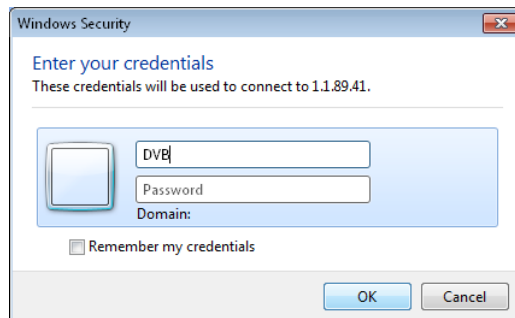 Windows Security
Enter your credentials
These credentials will be used to connect to 1.1.89.41.
DVB
Password
Domain:
Remember my credentials
OK
Cancel